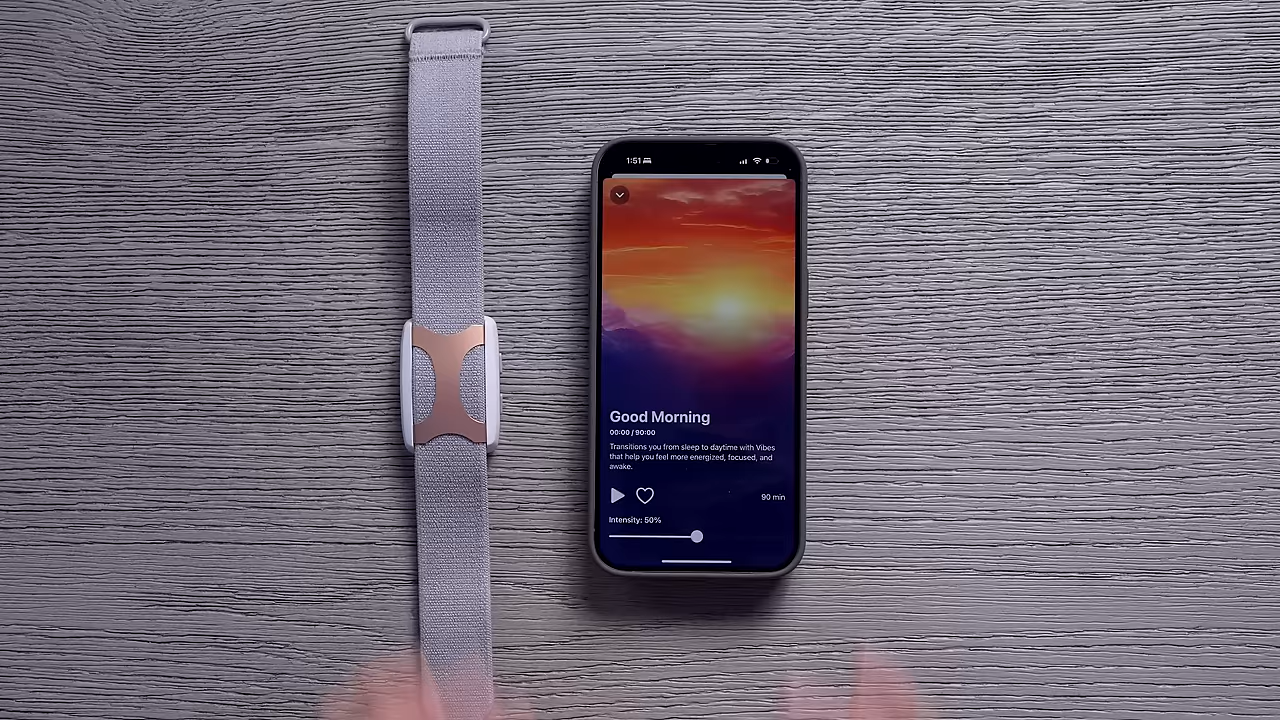 1:51
Good Morning
00:00 / 90:00
Transitions you from sleep to daytime with Vibes
that help you feel more energized, focused, and
awake.
90 min
Intensity: 50%